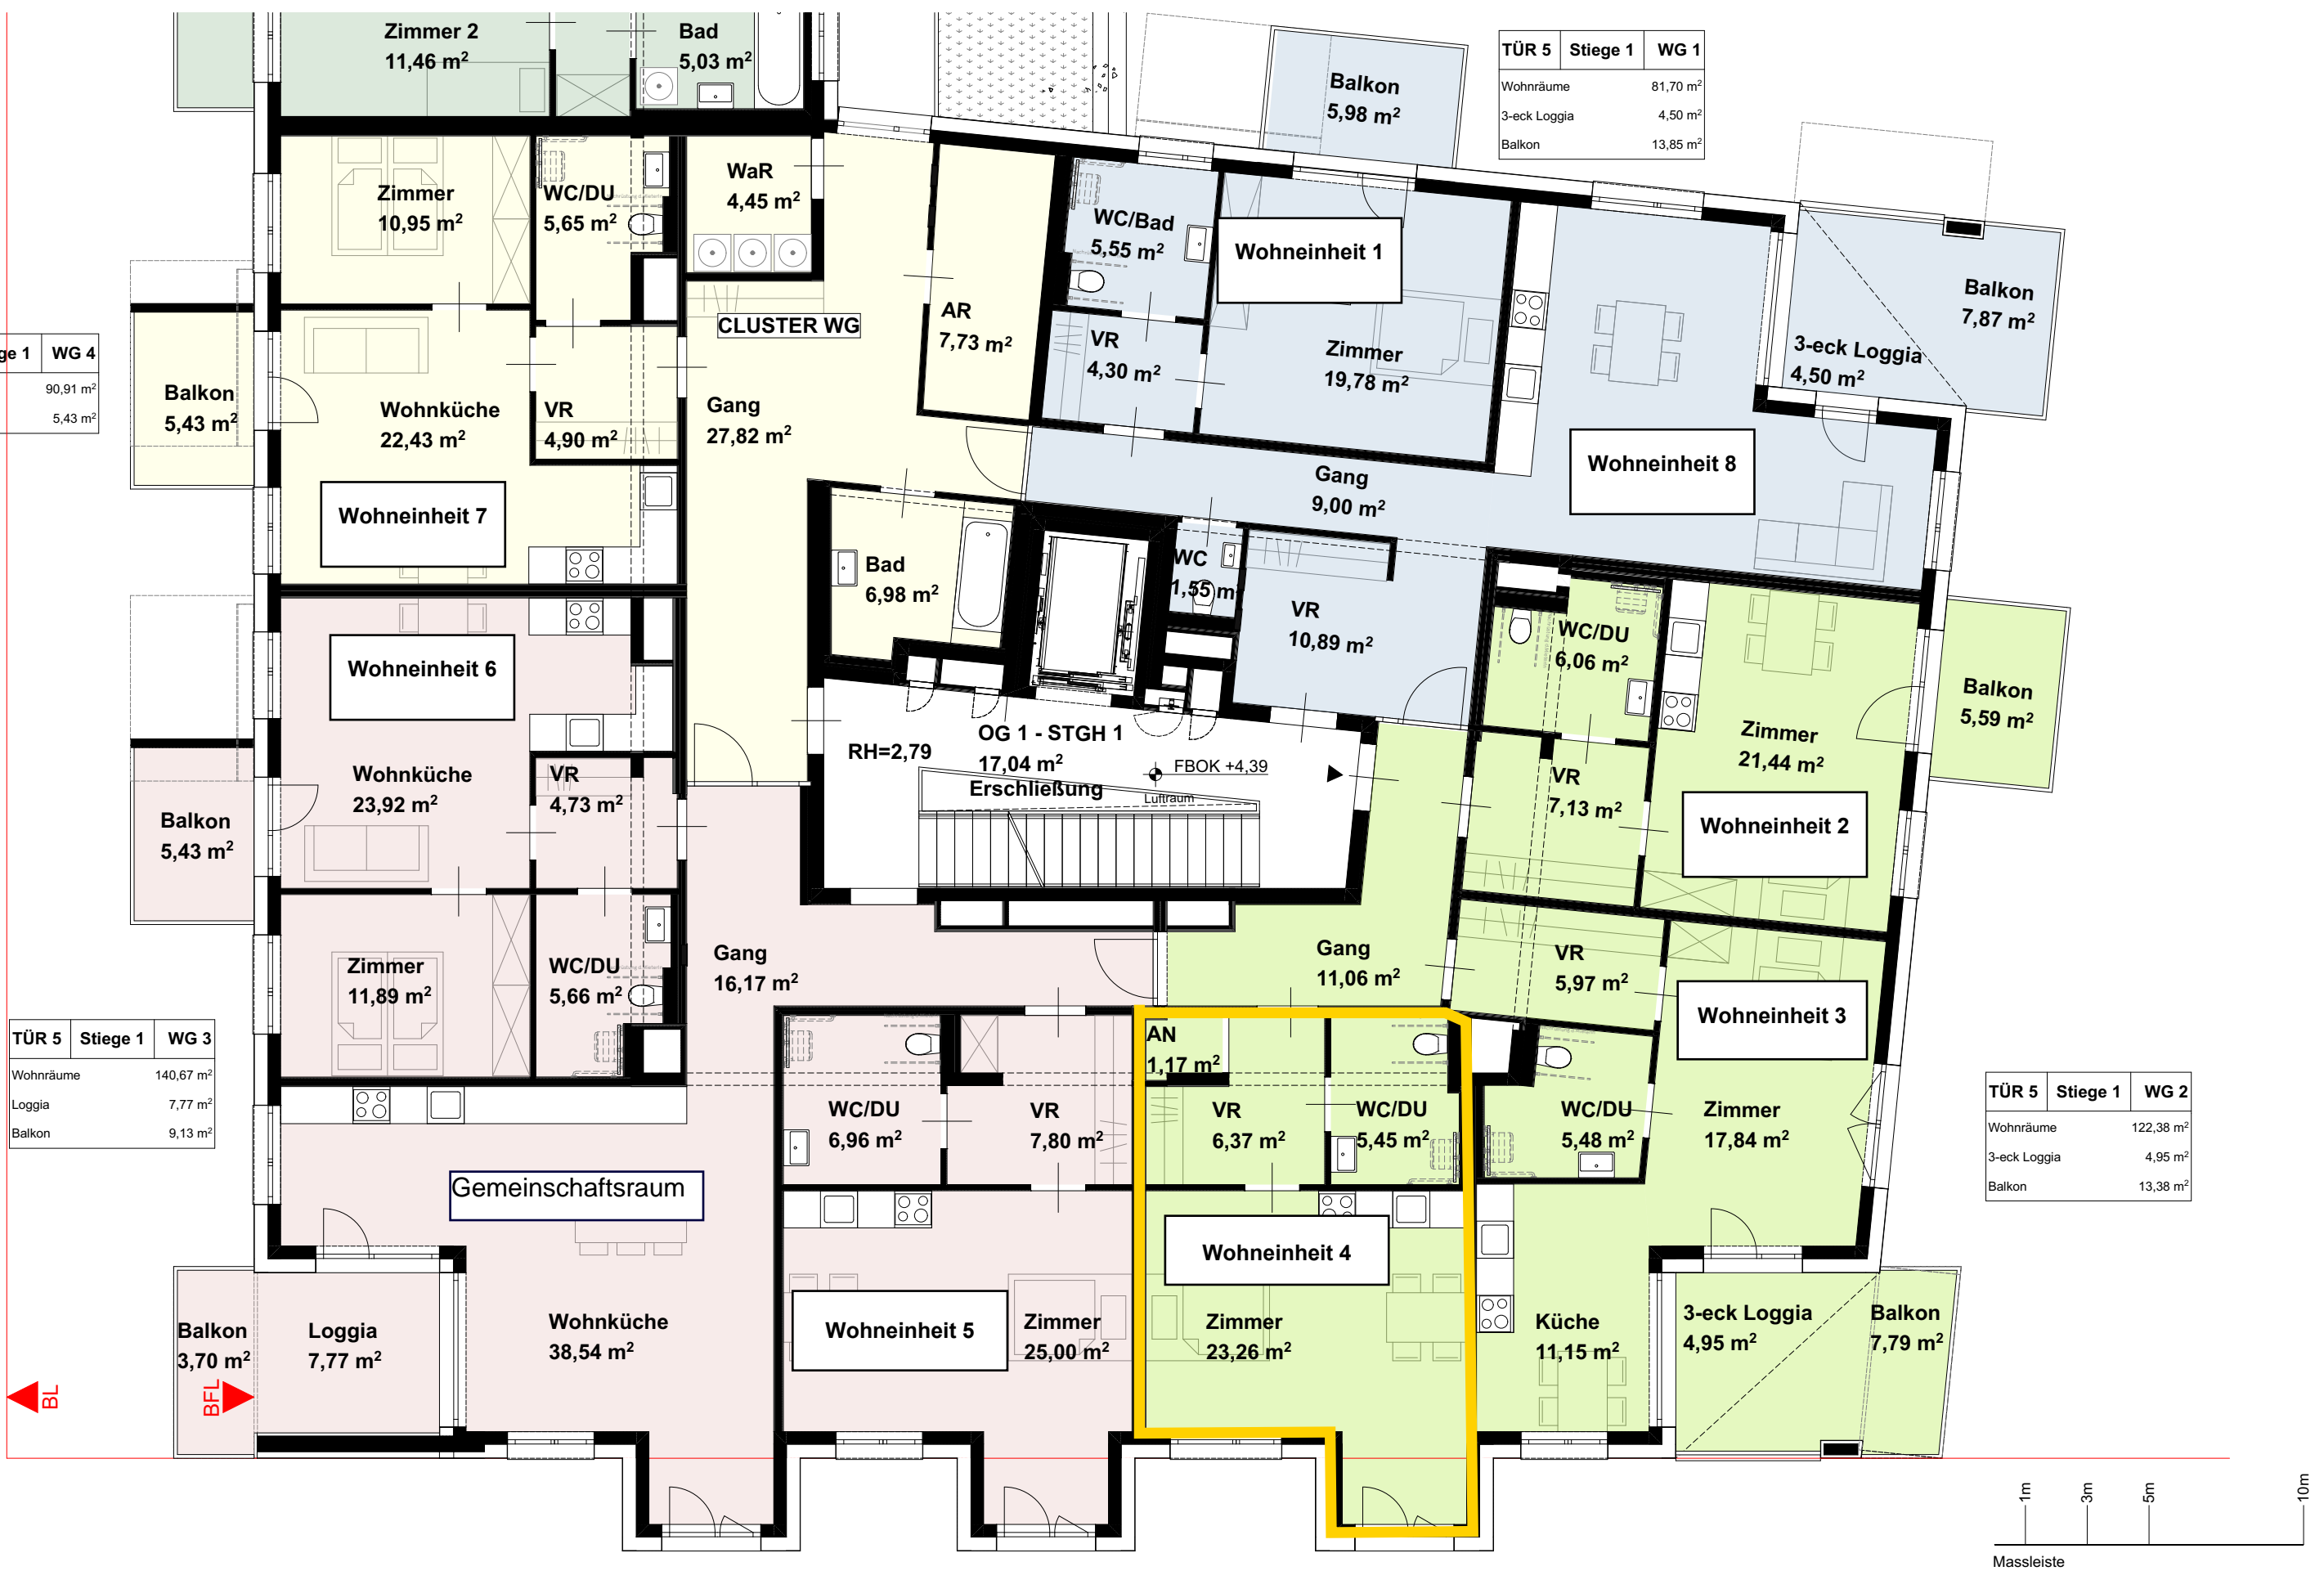 Zimmer 2
11,46 m²
Bad
5,03 m²
Balkon
5,98 m²
TÜR 5 Stiege 1 WG 1
Wohnräume 81,70 m²
3-eck Loggia 4,50 m²
Balkon 13,85 m²
Zimmer
10,95 m²
WC/DU
5,65 m²
WaR
4,45 m²
WC/Bad
5,55 m²
Wohneinheit 1
AR
7,73 m²
CLUSTER WG
VR
4,30 m²
Zimmer
19,78 m²
Balkon
7,87 m²
3-eck Loggia
4,50 m²
ge 1 WG 4
90,91 m²
5,43 m²
Balkon
5,43 m²
Wohnküche
22,43 m²
VR
4,90 m²
Gang
27,82 m²
Wohneinheit 7
Gang
9,00 m²
Wohneinheit 8
Bad
6,98 m²
WC
1,55 m
VR
10,89 m²
Wohneinheit 6
WC/DU
6,06 m²
Zimmer
21,44 m²
Balkon
5,59 m²
Wohnküche
23,92 m²
VR
4,73 m²
Balkon
5,43 m²
RH=2,79
OG 1 - STGH 1
17,04 m²
Erschließung
FBOK +4,39
Luftraum
VR
7,13 m²
Wohneinheit 2
Zimmer
11,89 m²
WC/DU
5,66 m²
Gang
16,17 m²
Gang
11,06 m²
VR
5,97 m²
Wohneinheit 3
TÜR 5 Stiege 1 WG 3
Wohnräume 140,67 m²
Loggia 7,77 m²
Balkon 9,13 m²
AN
1,17 m²
WC/DU
6,96 m²
VR
7,80 m²
VR
6,37 m²
WC/DU
5,45 m²
WC/DU
5,48 m²
Zimmer
17,84 m²
TÜR 5 Stiege 1 WG 2
Wohnräume 122,38 m²
3-eck Loggia 4,95 m²
Balkon 13,38 m²
Gemeinschaftsraum
Wohneinheit 4
Balkon
3,70 m²
Loggia
7,77 m²
Wohnküche
38,54 m²
Wohneinheit 5
Zimmer
25,00 m²
Zimmer
23,26 m²
Küche
11,15 m²
3-eck Loggia
4,95 m²
Balkon
7,79 m²
BL
BFL
1m
3m
5m
10m
Massleiste